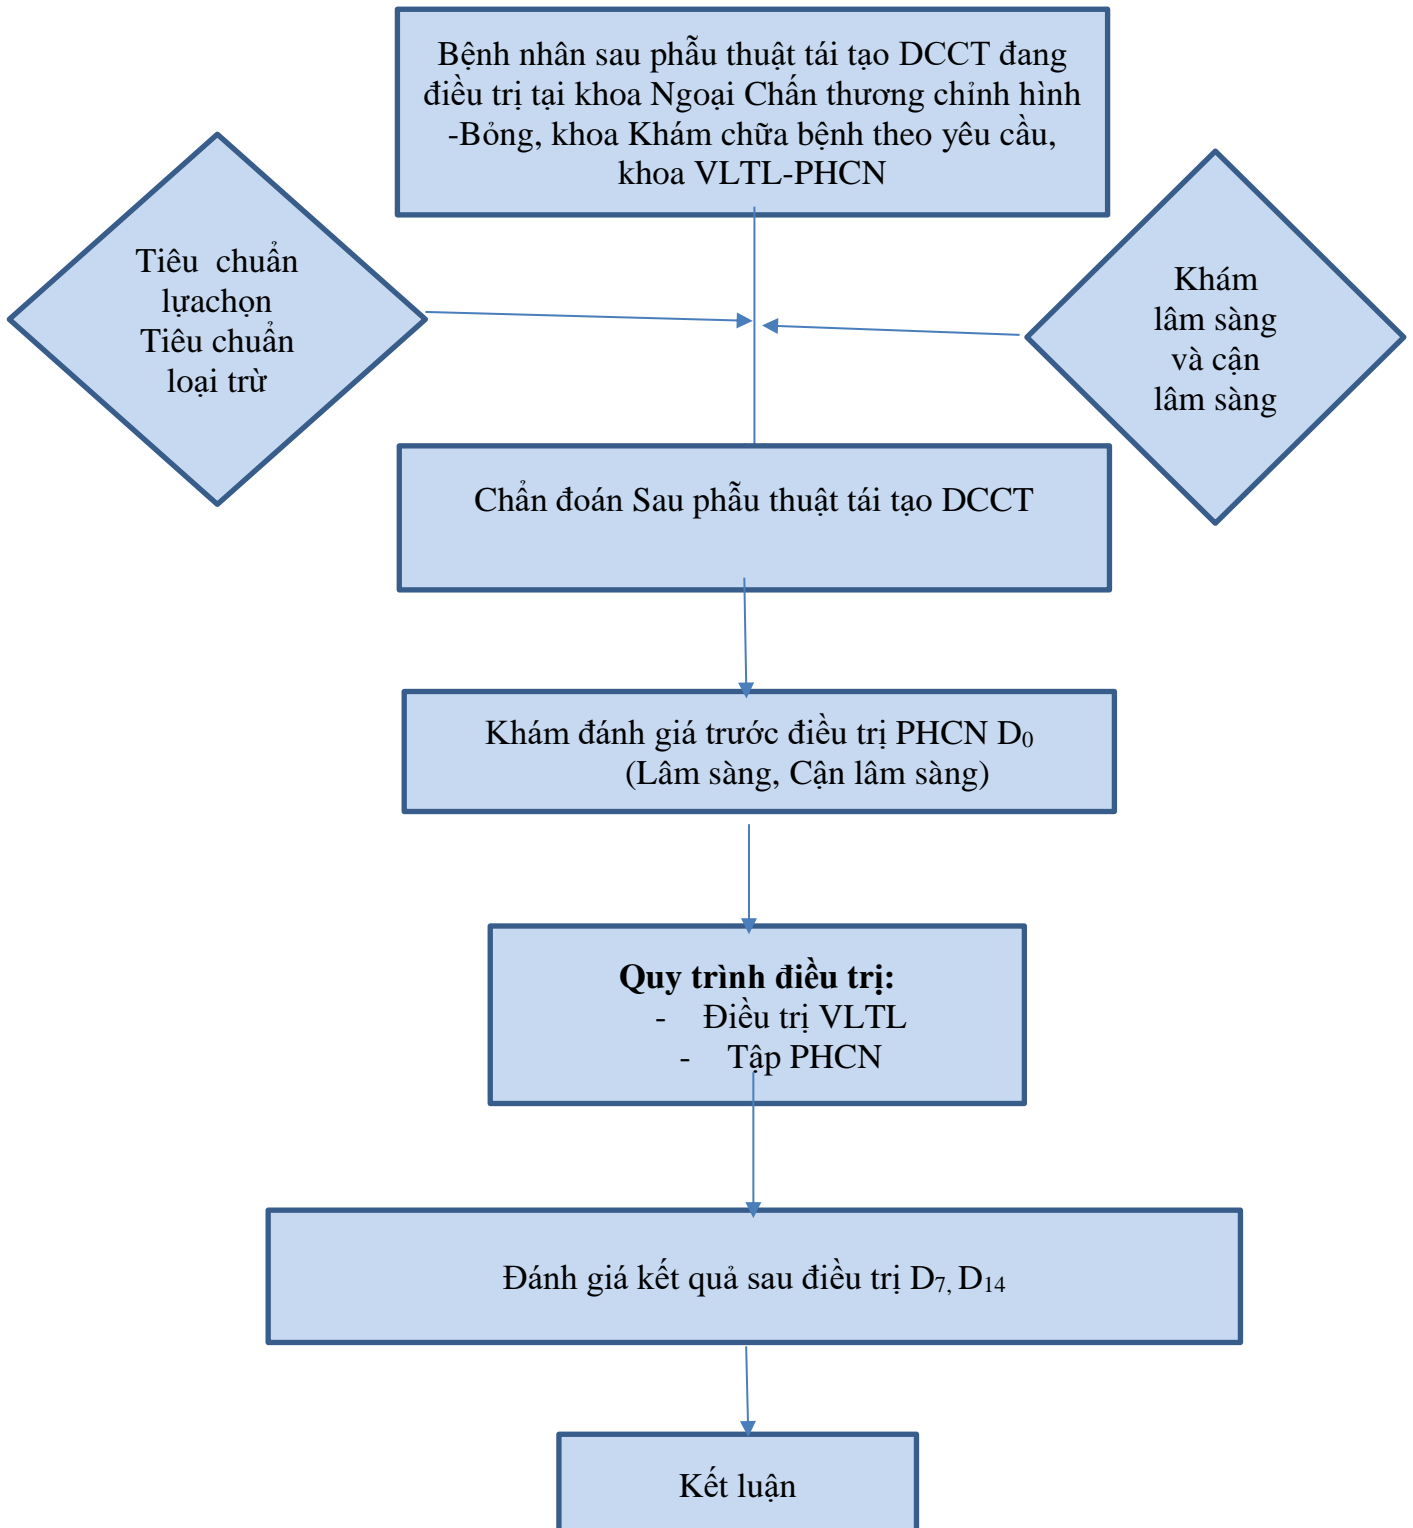 Bệnh nhân sau phẫu thuật tái tạo DCCT đang
điều trị tại khoa Ngoại Chấn thương chỉnh hình
-Bỏng, khoa Khám chữa bệnh theo yêu cầu,
khoa VLTL-PHCN
Tiêu chuẩn
lựachọn
Tiêu chuẩn
loại trừ
Khám
lâm sàng
và cận
lâm sàng
Chẩn đoán Sau phẫu thuật tái tạo DCCT
Khám đánh giá trước điều trị PHCN D₀
(Lâm sàng, Cận lâm sàng)
Quy trình điều trị:
- Điều trị VLTL
- Tập PHCN
Đánh giá kết quả sau điều trị D₇, D₁₄
Kết luận